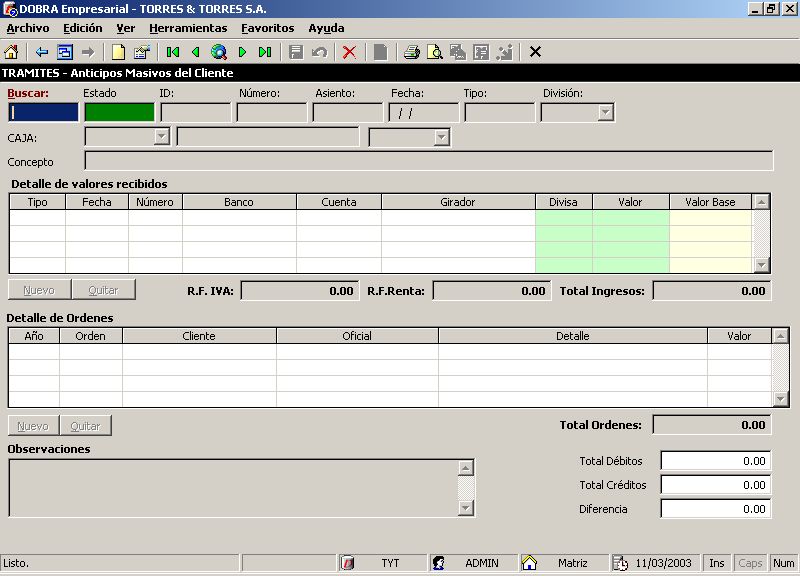 DOBRA Empresarial - TORRES & TORRES S.A.
Archivo Edición Ver Herramientas Favoritos Ayuda
TRAMITES - Anticipos Masivos del Cliente
Buscar: Estado ID: Número: Asiento: Fecha: Tipo: División:
/ /
CAJA:
Concepto
Detalle de valores recibidos
Tipo Fecha Número Banco Cuenta Girador Divisa Valor Valor Base
Nuevo Quitar R.F. IVA: 0.00 R.F.Renta: 0.00 Total Ingresos: 0.00
Detalle de Ordenes
Año Orden Cliente Oficial Detalle Valor
Nuevo Quitar Total Ordenes: 0.00
Observaciones
Total Débitos 0.00
Total Créditos 0.00
Diferencia 0.00
Listo. TYT ADMIN Matriz 11/03/2003 Ins Caps Num